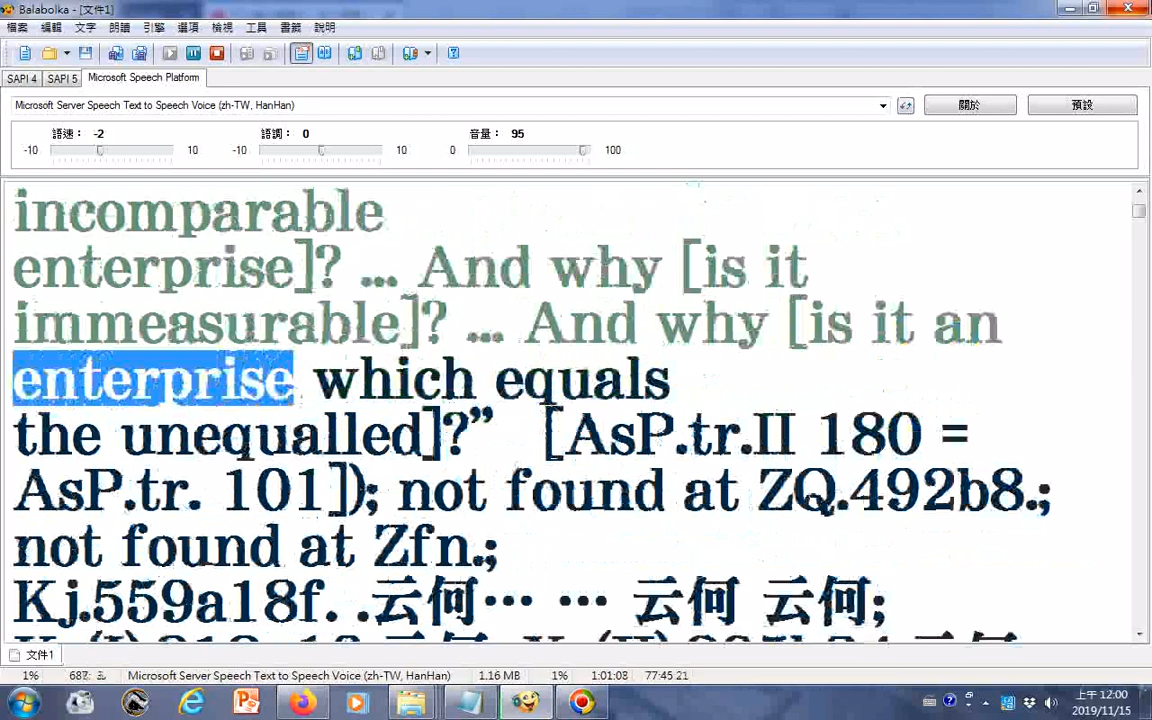 Balabolka - [文件1]
檔案 編輯 文字 朗讀 引擎 選項 檢視 工具 書籤 說明
SAPI 4 SAPI 5 Microsoft Speech Platform
Microsoft Server Speech Text to Speech Voice (zh-TW, HanHan) 關於 預設
語速： -2 語調： 0 音量： 95
-10 10 -10 10 0 100
incomparable
enterprise]? ... And why [is it
immeasurable]? ... And why [is it an
enterprise which equals
the unequalled]?” [AsP.tr.II 180 =
AsP.tr. 101]); not found at ZQ.492b8.;
not found at Zfn.;
Kj.559a18f. .云何… … 云何 云何;
文件1
1% Microsoft Server Speech Text to Speech Voice (zh-TW, HanHan) 1.16 MB 1% 1:01:08 77:45:21
上午 12:00
2019/11/15